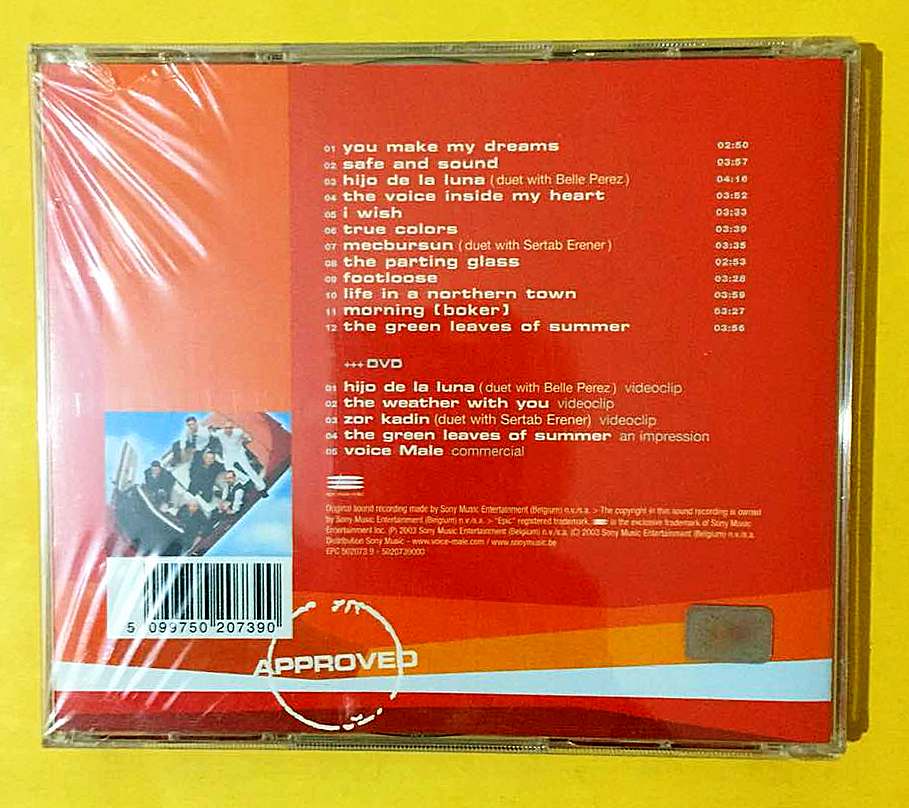 01 you make my dreams 02:50
02 safe and sound 03:57
03 hijo de la luna (duet with Belle Perez) 04:16
04 the voice inside my heart 03:52
05 i wish 03:33
06 true colors 03:39
07 mecbursun (duet with Sertab Erener) 03:35
08 the parting glass 02:53
09 footloose 03:28
10 life in a northern town 03:59
11 morning (boker) 03:27
12 the green leaves of summer 03:56
+++DVD
01 hijo de la luna (duet with Belle Perez) videoclip
02 the weather with you videoclip
03 zor kadin (duet with Sertab Erener) videoclip
04 the green leaves of summer an impression
05 voice Male commercial
Original sound recording made by Sony Music Entertainment (Belgium) n.v./s.a. > The copyright in this sound recording is owned
by Sony Music Entertainment (Belgium) n.v./s.a. > "Epic" registered trademark, is the exclusive trademark of Sony Music
Entertainment Inc. (P) 2003 Sony Music Entertainment (Belgium) n.v./s.a. (C) 2003 Sony Music Entertainment (Belgium) n.v./s.a.
Distribution Sony Music - www.voice-male.com / www.sonymusic.be
EPC 502073 9 - 5020739000
5 099750 207390
APPROVED